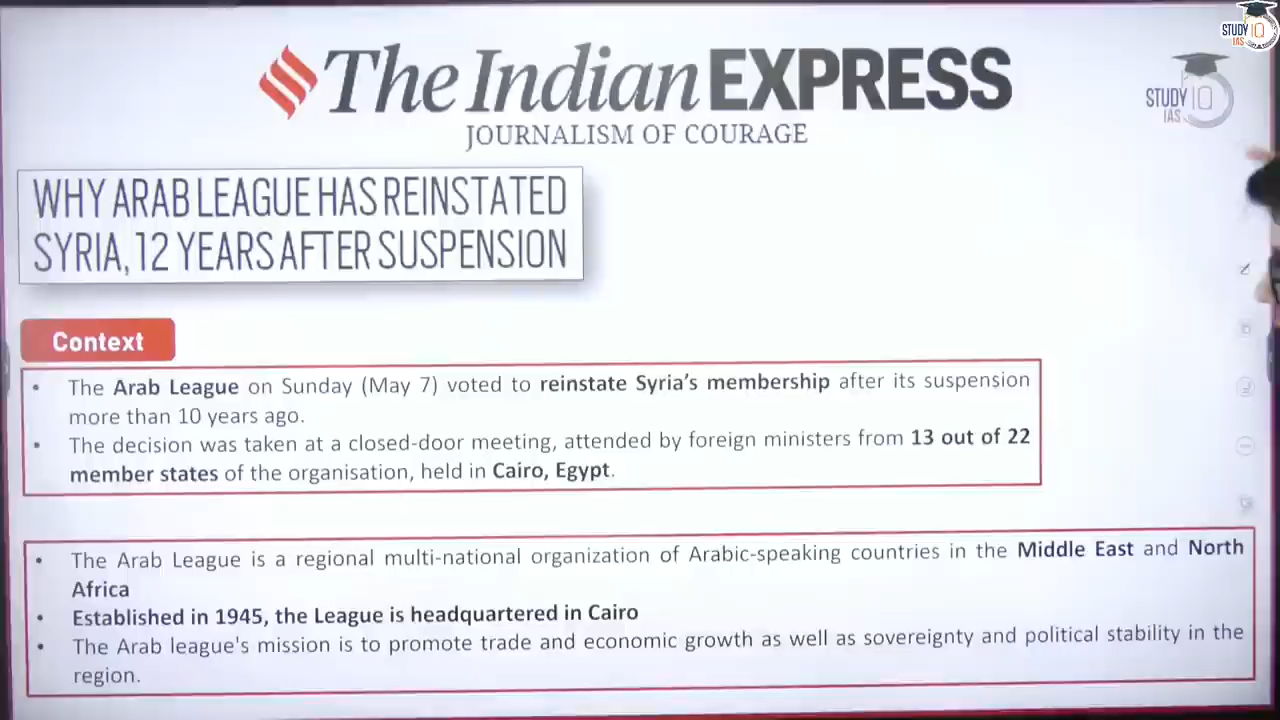 STUDY IQ
IAS
The Indian EXPRESS
JOURNALISM OF COURAGE
STUDY IQ
IAS
WHY ARAB LEAGUE HAS REINSTATED
SYRIA, 12 YEARS AFTER SUSPENSION
Context
• The Arab League on Sunday (May 7) voted to reinstate Syria's membership after its suspension
more than 10 years ago.
• The decision was taken at a closed-door meeting, attended by foreign ministers from 13 out of 22
member states of the organisation, held in Cairo, Egypt.
• The Arab League is a regional multi-national organization of Arabic-speaking countries in the Middle East and North
Africa
• Established in 1945, the League is headquartered in Cairo
• The Arab league's mission is to promote trade and economic growth as well as sovereignty and political stability in the
region.